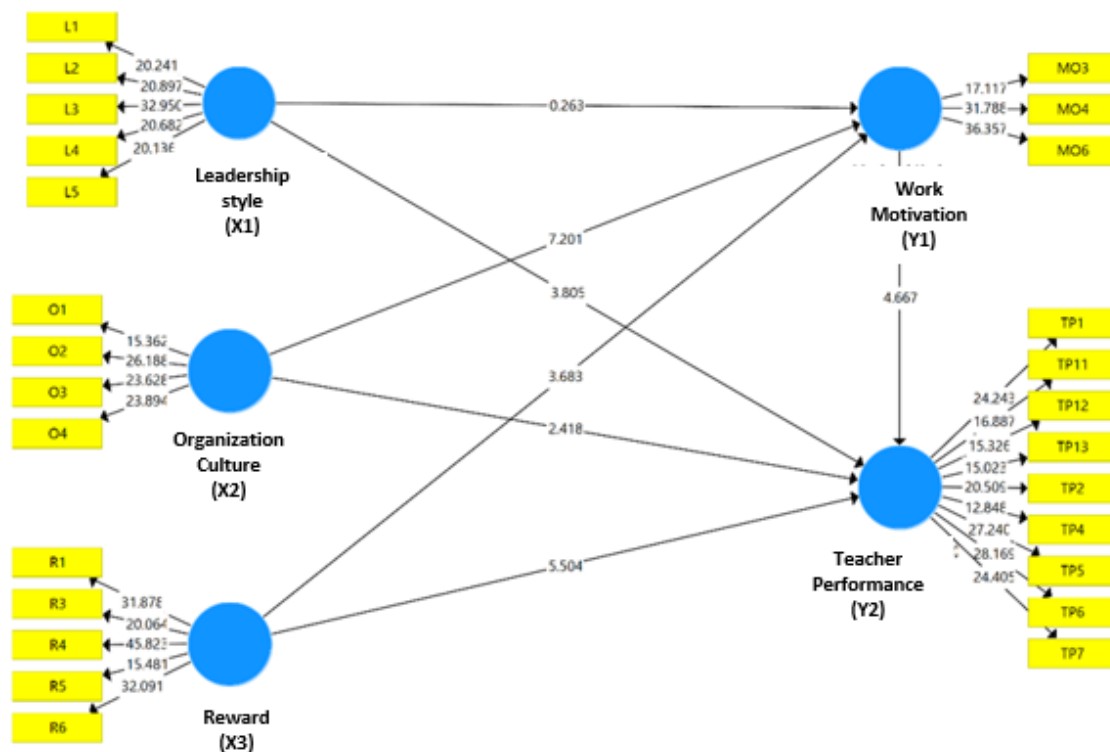 L1
L2
L3
L4
L5
20.241
20.897
32.950
20.682
20.136
Leadership
style
(X1)
0.263
3.805
MO3
MO4
MO6
17.117
31.788
36.357
Work
Motivation
(Y1)
4.667
O1
O2
O3
O4
15.362
26.188
23.628
23.894
Organization
Culture
(X2)
7.201
2.418
R1
R3
R4
R5
R6
31.878
20.064
45.823
15.481
32.091
Reward
(X3)
3.683
5.504
TP1
TP11
TP12
TP13
TP2
TP4
TP5
TP6
TP7
24.243
16.887
15.326
15.023
20.509
12.848
27.240
28.169
24.405
Teacher
Performance
(Y2)